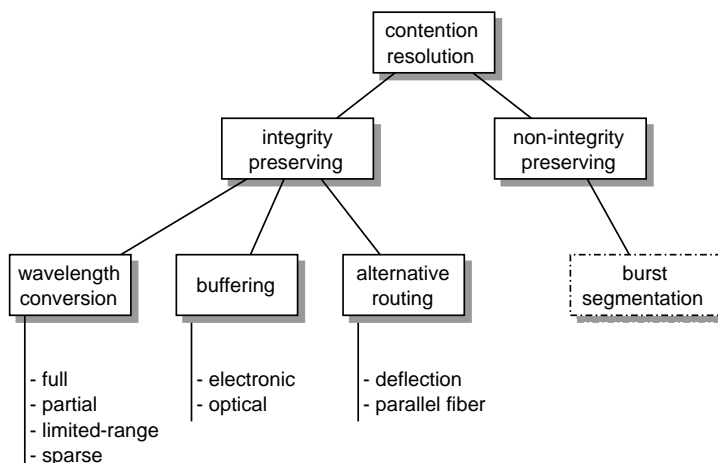 contention
resolution
integrity
preserving
non-integrity
preserving
wavelength
conversion
buffering
alternative
routing
burst
segmentation
- full
- partial
- limited-range
- sparse
- electronic
- optical
- deflection
- parallel fiber